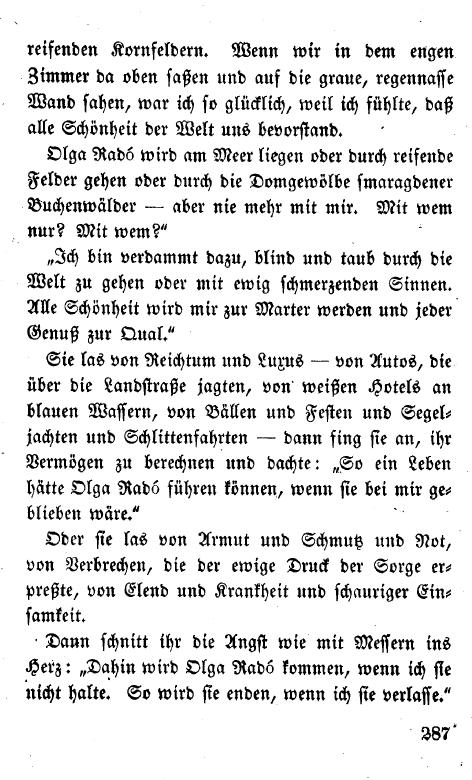 reifenden Kornfeldern. Wenn wir in dem engen
Zimmer da oben saßen und auf die graue, regennasse
Wand sahen, war ich so glücklich, weil ich fühlte, daß
alle Schönheit der Welt uns bevorstand.
Olga Radó wird am Meer liegen oder durch reifende
Felder gehen oder durch die Domgewölbe smaragdener
Buchenwälder — aber nie mehr mit mir. Mit wem
nur? Mit wem?“
„Ich bin verdammt dazu, blind und taub durch die
Welt zu gehen oder mit ewig schmerzenden Sinnen.
Alle Schönheit wird mir zur Marter werden und jeder
Genuß zur Qual.“
Sie las von Reichtum und Luxus — von Autos, die
über die Landstraße jagten, von weißen Hotels an
blauen Wassern, von Bällen und Festen und Segel-
jachten und Schlittenfahrten — dann fing sie an, ihr
Vermögen zu berechnen und dachte: „So ein Leben
hätte Olga Radó führen können, wenn sie bei mir ge-
blieben wäre.“
Oder sie las von Armut und Schmutz und Not,
von Verbrechen, die der ewige Druck der Sorge er-
preßte, von Elend und Krankheit und schauriger Ein-
samkeit.
Dann schnitt ihr die Angst wie mit Messern ins
Herz: „Dahin wird Olga Radó kommen, wenn ich sie
nicht halte. So wird sie enden, wenn ich sie verlasse.“
287